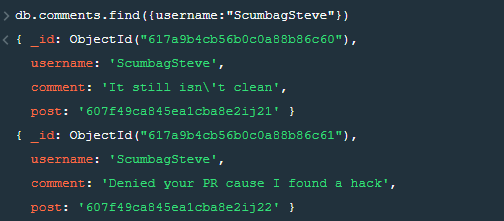 > db.comments.find({username:"ScumbagSteve"})
< { _id: ObjectId("617a9b4cb56b0c0a88b86c60"),
username: 'ScumbagSteve',
comment: 'It still isn\'t clean',
post: '607f49ca845ea1cba8e2ij21' }
{ _id: ObjectId("617a9b4cb56b0c0a88b86c61"),
username: 'ScumbagSteve',
comment: 'Denied your PR cause I found a hack',
post: '607f49ca845ea1cba8e2ij22' }